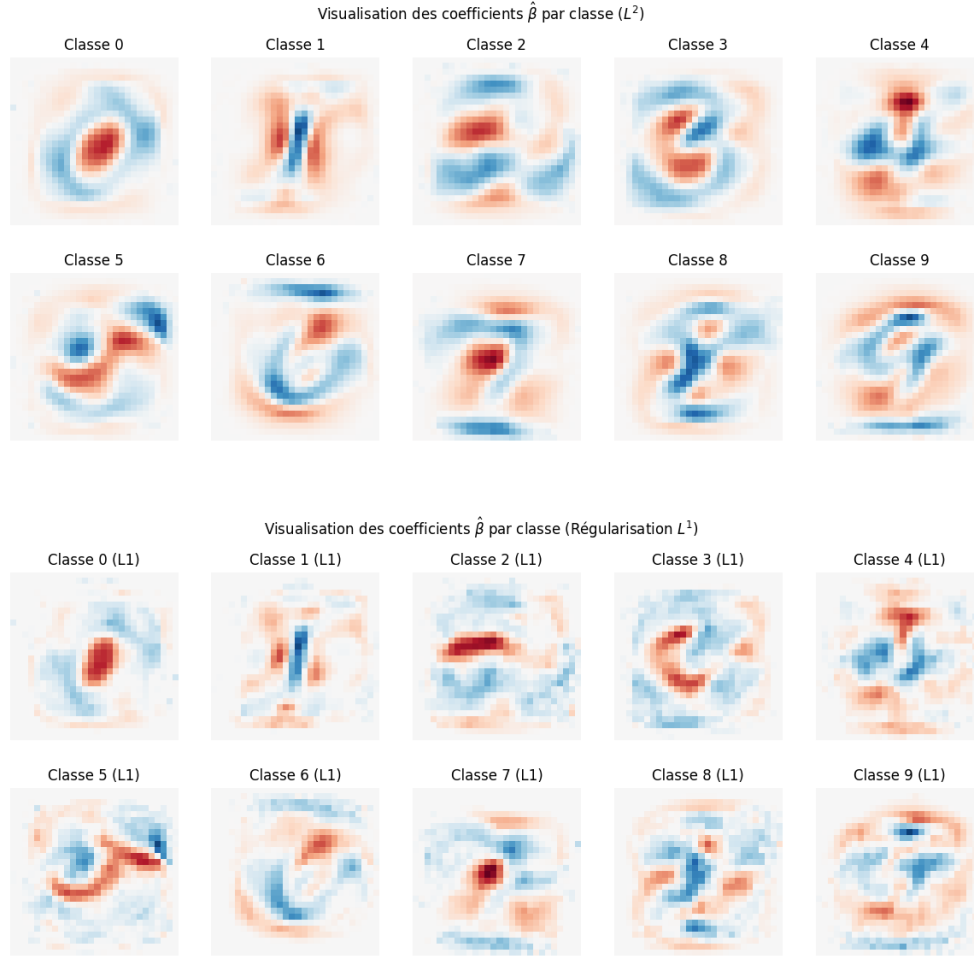 Visualisation des coefficients β̂ par classe (L²)
Classe 0 Classe 1 Classe 2 Classe 3 Classe 4
Classe 5 Classe 6 Classe 7 Classe 8 Classe 9
Visualisation des coefficients β̂ par classe (Régularisation L¹)
Classe 0 (L1) Classe 1 (L1) Classe 2 (L1) Classe 3 (L1) Classe 4 (L1)
Classe 5 (L1) Classe 6 (L1) Classe 7 (L1) Classe 8 (L1) Classe 9 (L1)